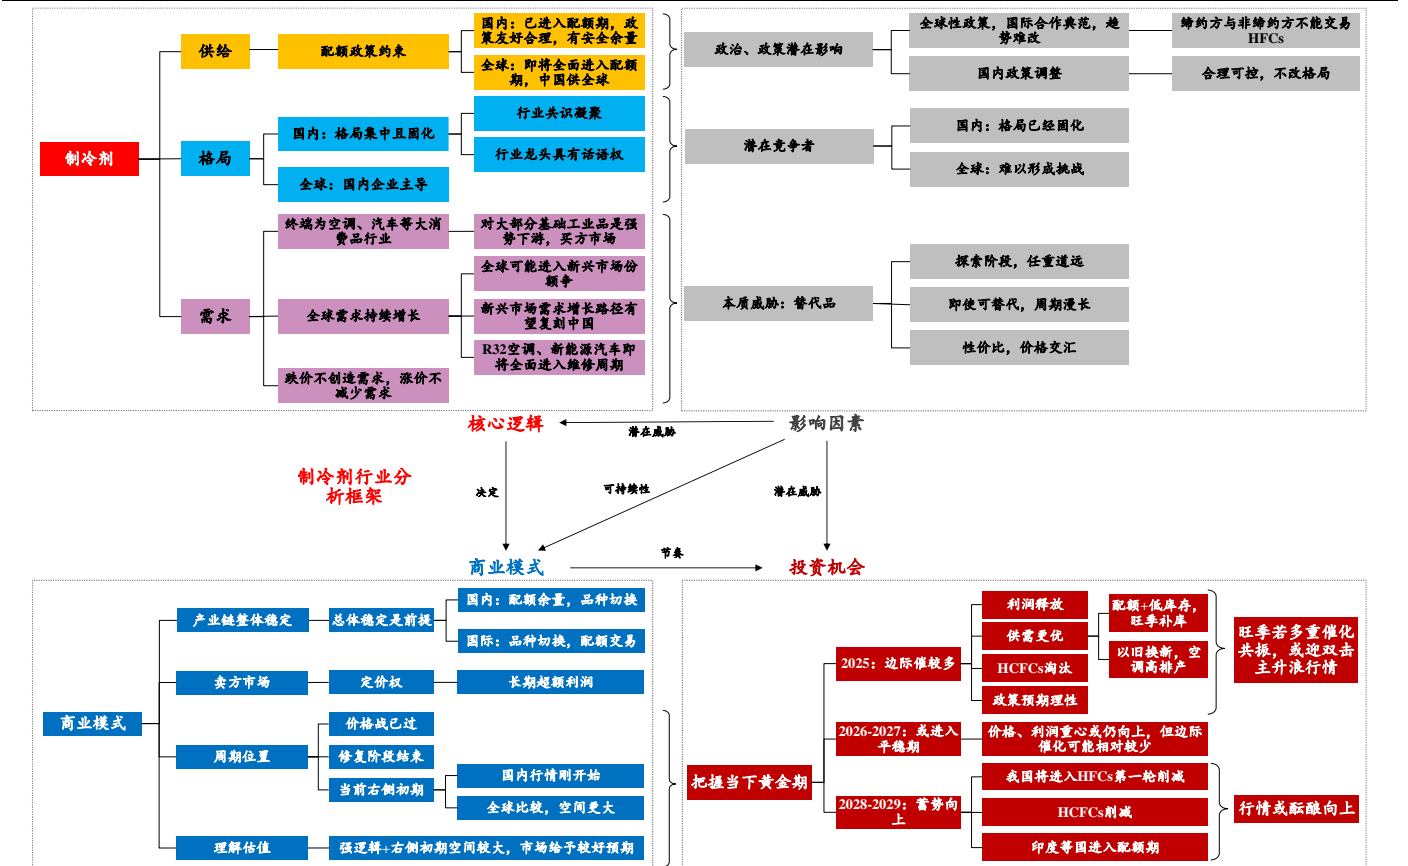 制冷剂
供给
配额政策约束
国内：已进入配额期，政
策友好合理，有安全余量
全球：即将全面进入配额
期，中国供全球
格局
国内：格局集中且固化
行业共识凝聚
行业龙头具有话语权
全球：国内企业主导
需求
终端为空调、汽车等大消
费品行业
对大部分基础工业品是强
势下游，买方市场
全球需求持续增长
全球可能进入新兴市场份
额争
新兴市场需求增长路径有
望复刻中国
R32空调、新能源汽车即
将全面进入维修周期
跌价不创造需求，涨价不
减少需求
政治、政策潜在影响
全球性政策，国际合作典范，趋
势难改
缔约方与非缔约方不能交易
HFCs
国内政策调整
合理可控，不改格局
潜在竞争者
国内：格局已经固化
全球：难以形成挑战
本质威胁：替代品
探索阶段，任重道远
即使可替代，周期漫长
性价比，价格交汇
核心逻辑
潜在威胁
影响因素
制冷剂行业分
析框架
决定
可持续性
潜在威胁
商业模式
节奏
投资机会
商业模式
产业链整体稳定
总体稳定是前提
国内：配额余量，品种切换
国际：品种切换，配额交易
卖方市场
定价权
长期超额利润
周期位置
价格战已过
修复阶段结束
当前右侧初期
国内行情刚开始
全球比较，空间更大
理解估值
强逻辑+右侧初期空间较大，市场给予较好预期
把握当下黄金期
2025：边际催较多
利润释放
供需更优
配额+低库存，
旺季补库
以旧换新，空
调高排产
HCFCs淘汰
政策预期理性
旺季若多重催化
共振，或迎双击
主升浪行情
2026-2027：或进入
平稳期
价格、利润重心或仍向上，但边际
催化可能相对较少
2028-2029：蓄势向
上
我国将进入HFCs第一轮削减
HCFCs削减
印度等国进入配额期
行情或酝酿向上